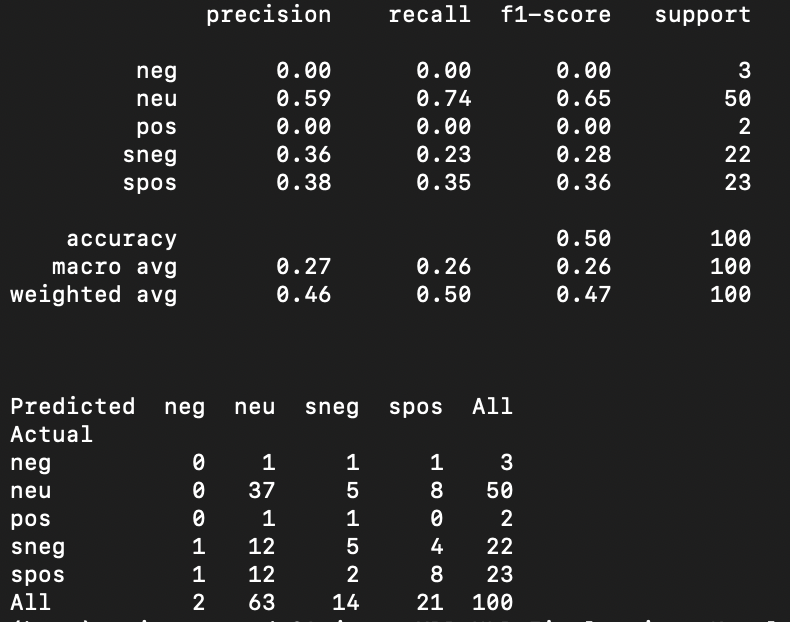 precision recall f1-score support
neg 0.00 0.00 0.00 3
neu 0.59 0.74 0.65 50
pos 0.00 0.00 0.00 2
sneg 0.36 0.23 0.28 22
spos 0.38 0.35 0.36 23
accuracy 0.50 100
macro avg 0.27 0.26 0.26 100
weighted avg 0.46 0.50 0.47 100
Predicted neg neu sneg spos All
Actual
neg 0 1 1 1 3
neu 0 37 5 8 50
pos 0 1 1 0 2
sneg 1 12 5 4 22
spos 1 12 2 8 23
All 2 63 14 21 100